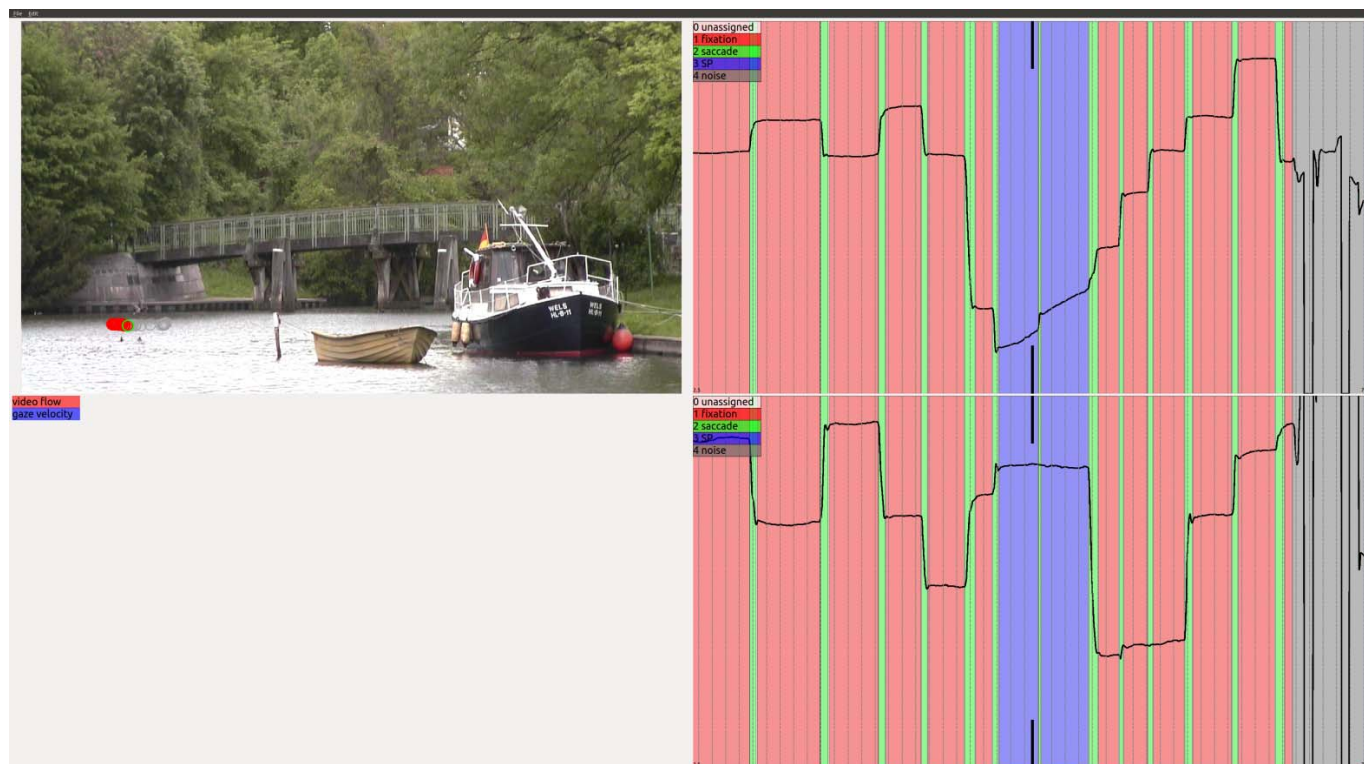 File Edit
0 unassigned
1 fixation
2 saccade
3 SP
4 noise
WELS
HL-B-11
WELS
HL-B-11
video flow
gaze velocity
0 unassigned
1 fixation
2 saccade
3 SP
4 noise